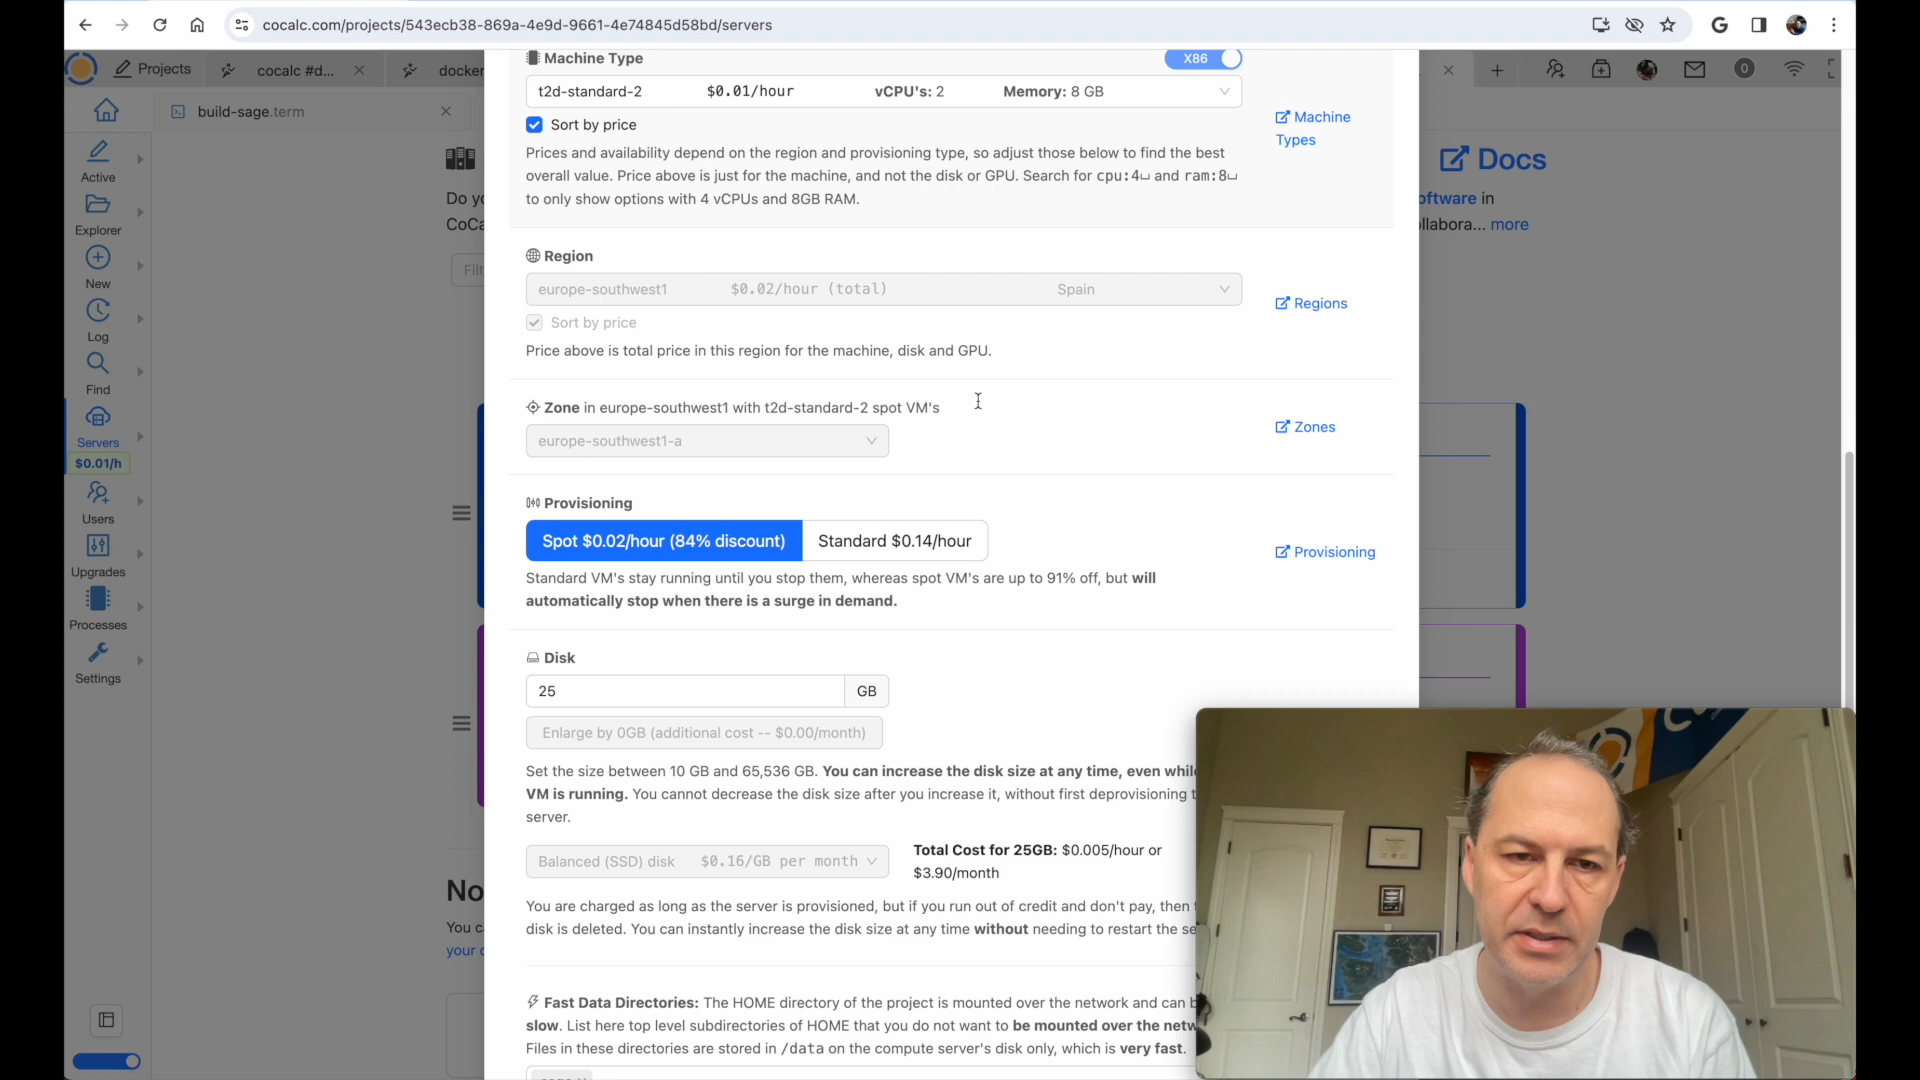 cocalc.com/projects/543ecb38-869a-4e9d-9661-4e74845d58bd/servers
Projects
cocalc #d...
docker
0
build-sage.term
Active
Explorer
New
Log
Find
Servers
$0.01/h
Users
Upgrades
Processes
Settings
Do yo
CoCa
Filt
No
You c
your c
Machine Type
X86
t2d-standard-2 $0.01/hour vCPU's: 2 Memory: 8 GB
Sort by price
Prices and availability depend on the region and provisioning type, so adjust those below to find the best
overall value. Price above is just for the machine, and not the disk or GPU. Search for cpu:4␣ and ram:8␣
to only show options with 4 vCPUs and 8GB RAM.
Machine
Types
Region
europe-southwest1 $0.02/hour (total) Spain
Sort by price
Price above is total price in this region for the machine, disk and GPU.
Regions
Zone in europe-southwest1 with t2d-standard-2 spot VM's
europe-southwest1-a
Zones
Provisioning
Spot $0.02/hour (84% discount) Standard $0.14/hour
Standard VM's stay running until you stop them, whereas spot VM's are up to 91% off, but will
automatically stop when there is a surge in demand.
Provisioning
Disk
25 GB
Enlarge by 0GB (additional cost -- $0.00/month)
Set the size between 10 GB and 65,536 GB. You can increase the disk size at any time, even while
VM is running. You cannot decrease the disk size after you increase it, without first deprovisioning t
server.
Balanced (SSD) disk $0.16/GB per month
Total Cost for 25GB: $0.005/hour or
$3.90/month
You are charged as long as the server is provisioned, but if you run out of credit and don't pay, then
disk is deleted. You can instantly increase the disk size at any time without needing to restart the se
Fast Data Directories: The HOME directory of the project is mounted over the network and can b
slow. List here top level subdirectories of HOME that you do not want to be mounted over the netw
Files in these directories are stored in /data on the compute server's disk only, which is very fast.
Docs
oftware in
llabora... more